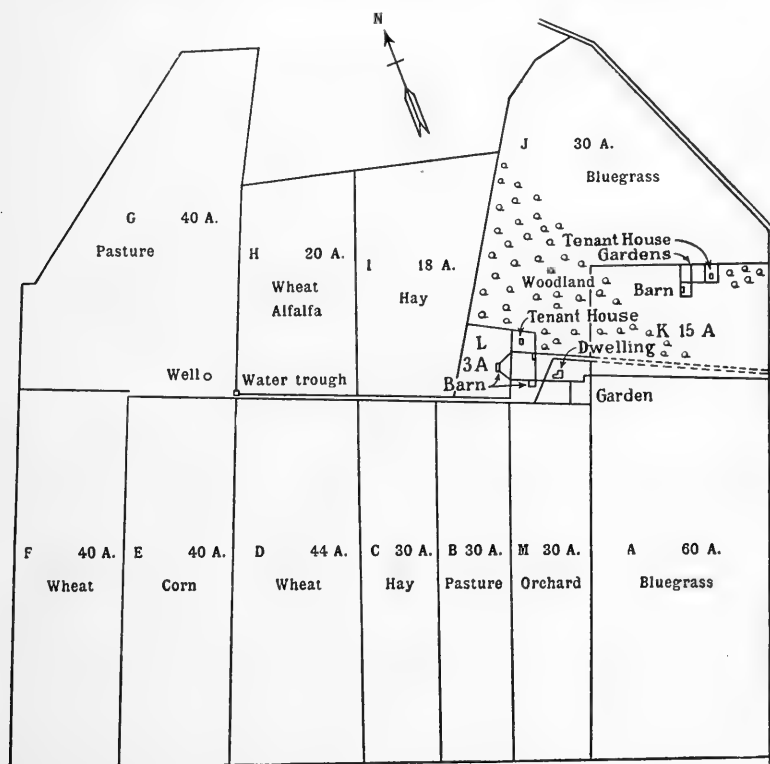 N
J 30 A.
Bluegrass
G 40 A.
Pasture
H 20 A.
Wheat
Alfalfa
I 18 A.
Hay
Tenant House
Gardens
Barn
Woodland
K 15 A
Tenant House
L
3A
Dwelling
Barn
Well
Water trough
Garden
F 40 A.
Wheat
E 40 A.
Corn
D 44 A.
Wheat
C 30 A.
Hay
B 30 A.
Pasture
M 30 A.
Orchard
A 60 A.
Bluegrass